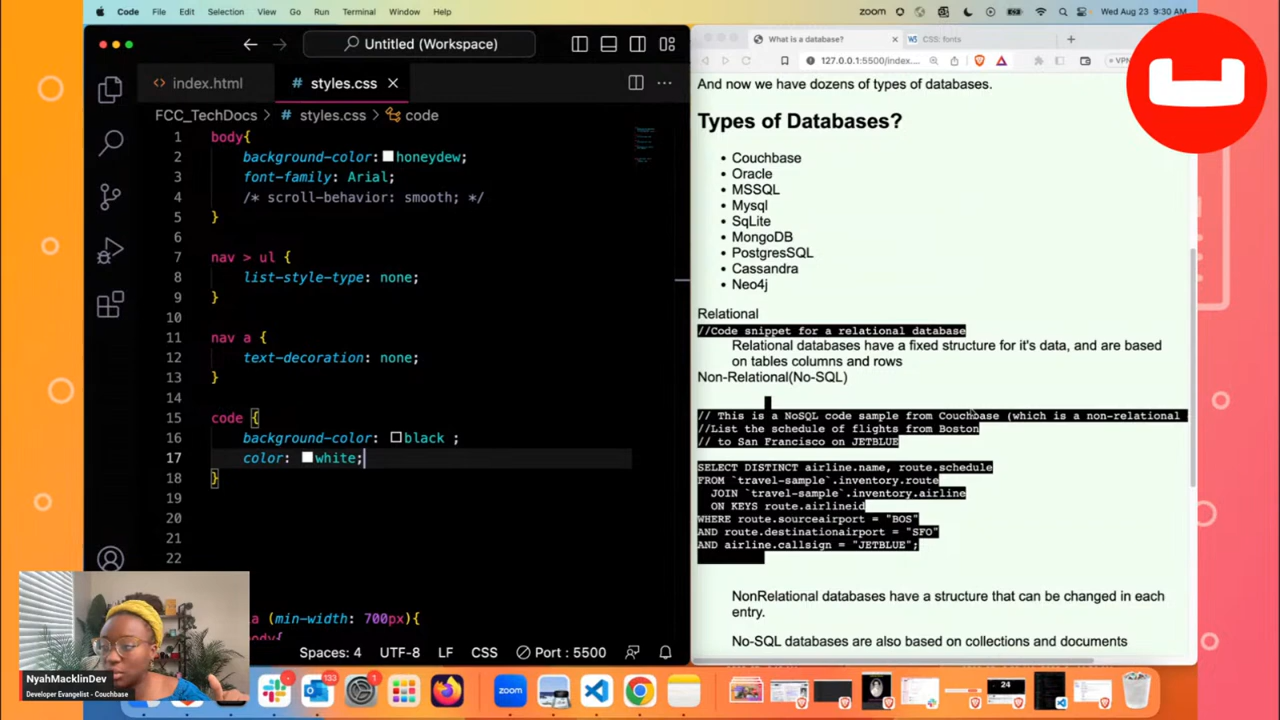 Code File Edit Selection View Go Run Terminal Window Help
zoom Wed Aug 23 9:30 AM
Untitled (Workspace)
index.html
# styles.css
FCC_TechDocs > # styles.css > code
1 body{
2 background-color: honeydew;
3 font-family: Arial;
4 /* scroll-behavior: smooth; */
5 }
6
7 nav > ul {
8 list-style-type: none;
9 }
10
11 nav a {
12 text-decoration: none;
13 }
14
15 code {
16 background-color: black ;
17 color: white;
18 }
19
20
21
22
a (min-width: 700px){
body{
Spaces: 4 UTF-8 LF CSS Port : 5500
What is a database?
CSS: fonts
127.0.0.1:5500/index....
VPN
And now we have dozens of types of databases.
Types of Databases?
• Couchbase
• Oracle
• MSSQL
• Mysql
• SqLite
• MongoDB
• PostgresSQL
• Cassandra
• Neo4j
Relational
//Code snippet for a relational database
Relational databases have a fixed structure for it's data, and are based
on tables columns and rows
Non-Relational(No-SQL)
// This is a NoSQL code sample from Couchbase (which is a non-relational
//List the schedule of flights from Boston
// to San Francisco on JETBLUE
SELECT DISTINCT airline.name, route.schedule
FROM `travel-sample`.inventory.route
JOIN `travel-sample`.inventory.airline
ON KEYS route.airlineid
WHERE route.sourceairport = "BOS"
AND route.destinationairport = "SFO"
AND airline.callsign = "JETBLUE";
NonRelational databases have a structure that can be changed in each
entry.
No-SQL databases are also based on collections and documents
NyahMacklinDev
Developer Evangelist - Couchbase
zoom
24